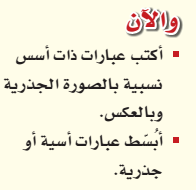 والآن
▪ أكتب عبارات ذات أسس
نسبية بالصورة الجذرية
وبالعكس.
▪ أُبسّط عبارات أسية أو
جذرية.